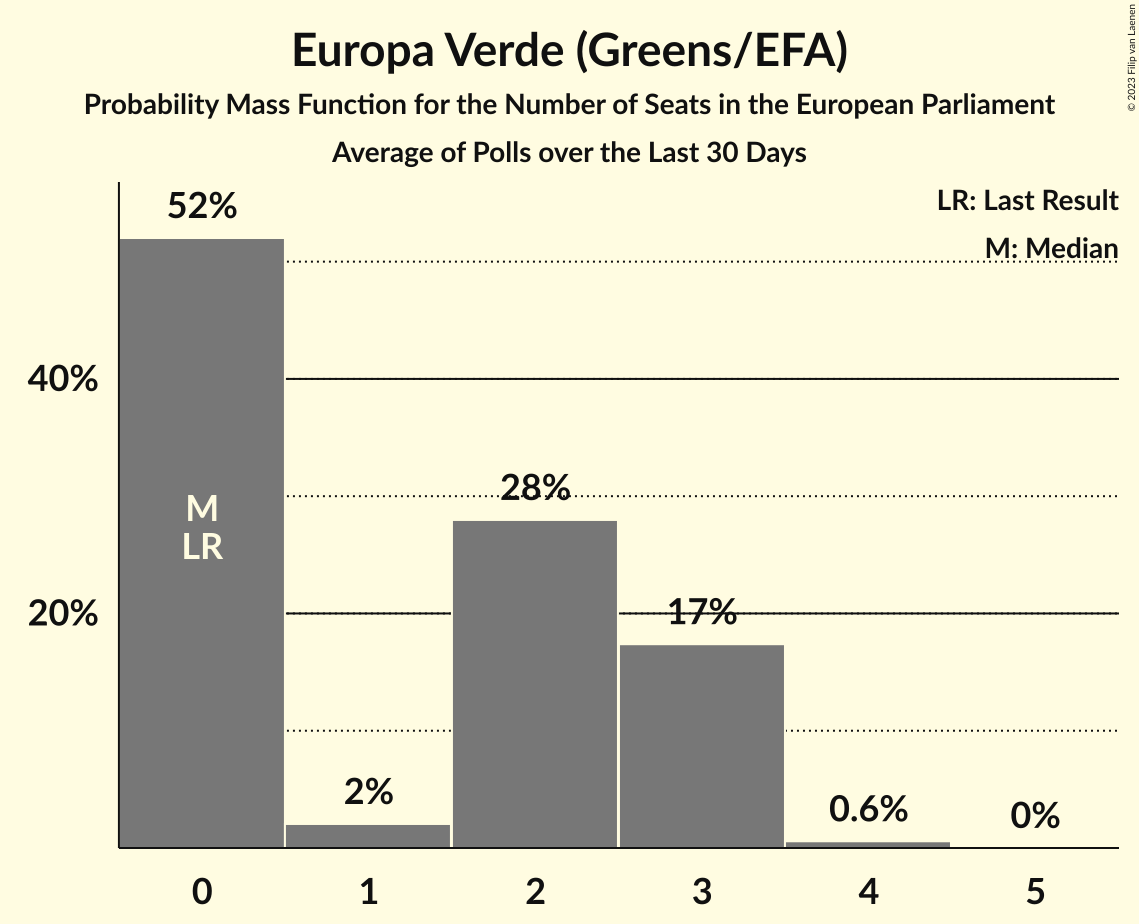 Europa Verde (Greens/EFA)
Probability Mass Function for the Number of Seats in the European Parliament
Average of Polls over the Last 30 Days
© 2023 Filip van Laenen
LR: Last Result
M: Median
52%
40%
28%
M
LR
20%
17%
2%
0.6%
0%
0 1 2 3 4 5